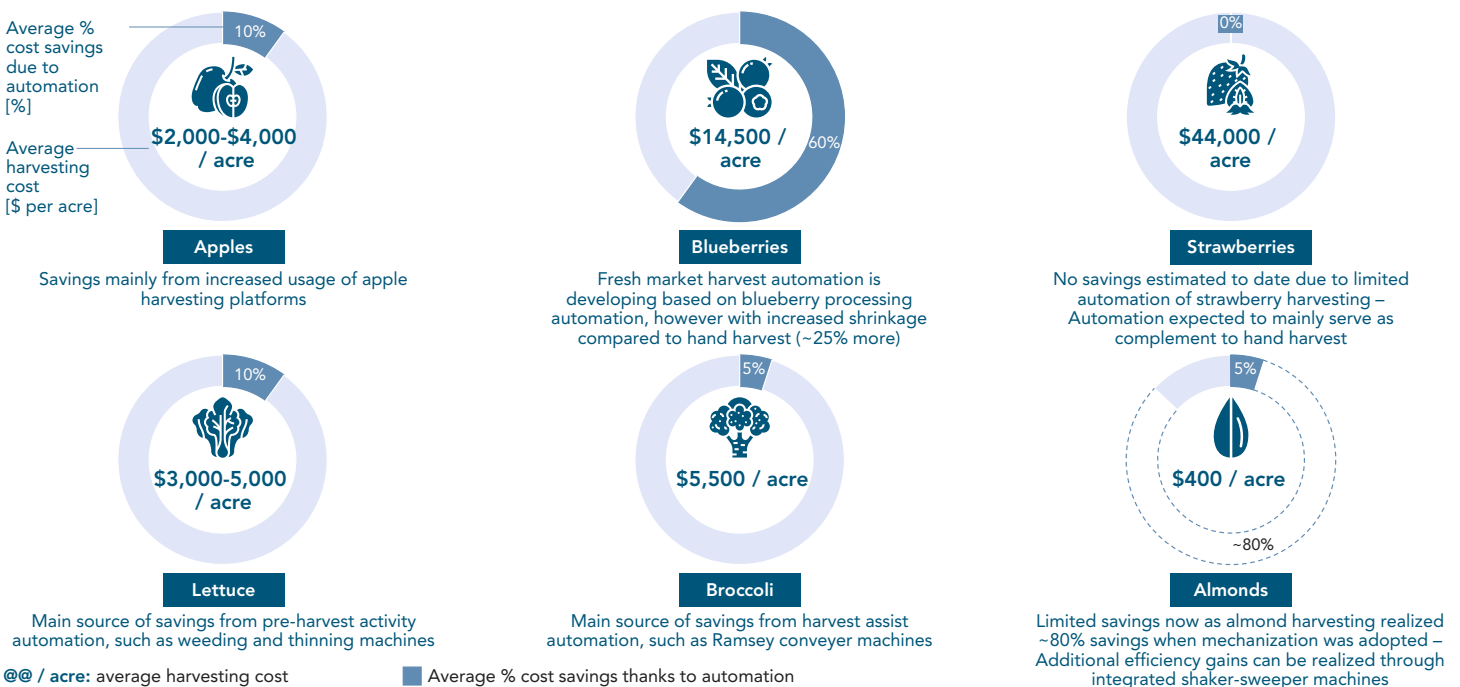 Average %
cost savings
due to
automation
[%]
Average
harvesting
cost
[$ per acre]
10%
$2,000-$4,000
/ acre
Apples
Savings mainly from increased usage of apple
harvesting platforms
60%
$14,500 /
acre
Blueberries
Fresh market harvest automation is
developing based on blueberry processing
automation, however with increased shrinkage
compared to hand harvest (~25% more)
0%
$44,000 /
acre
Strawberries
No savings estimated to date due to limited
automation of strawberry harvesting –
Automation expected to mainly serve as
complement to hand harvest
10%
$3,000-5,000
/ acre
Lettuce
Main source of savings from pre-harvest activity
automation, such as weeding and thinning machines
5%
$5,500 / acre
Broccoli
Main source of savings from harvest assist
automation, such as Ramsey conveyer machines
5%
$400 / acre
~80%
Almonds
Limited savings now as almond harvesting realized
~80% savings when mechanization was adopted –
Additional efficiency gains can be realized through
integrated shaker-sweeper machines
@@ / acre: average harvesting cost
Average % cost savings thanks to automation